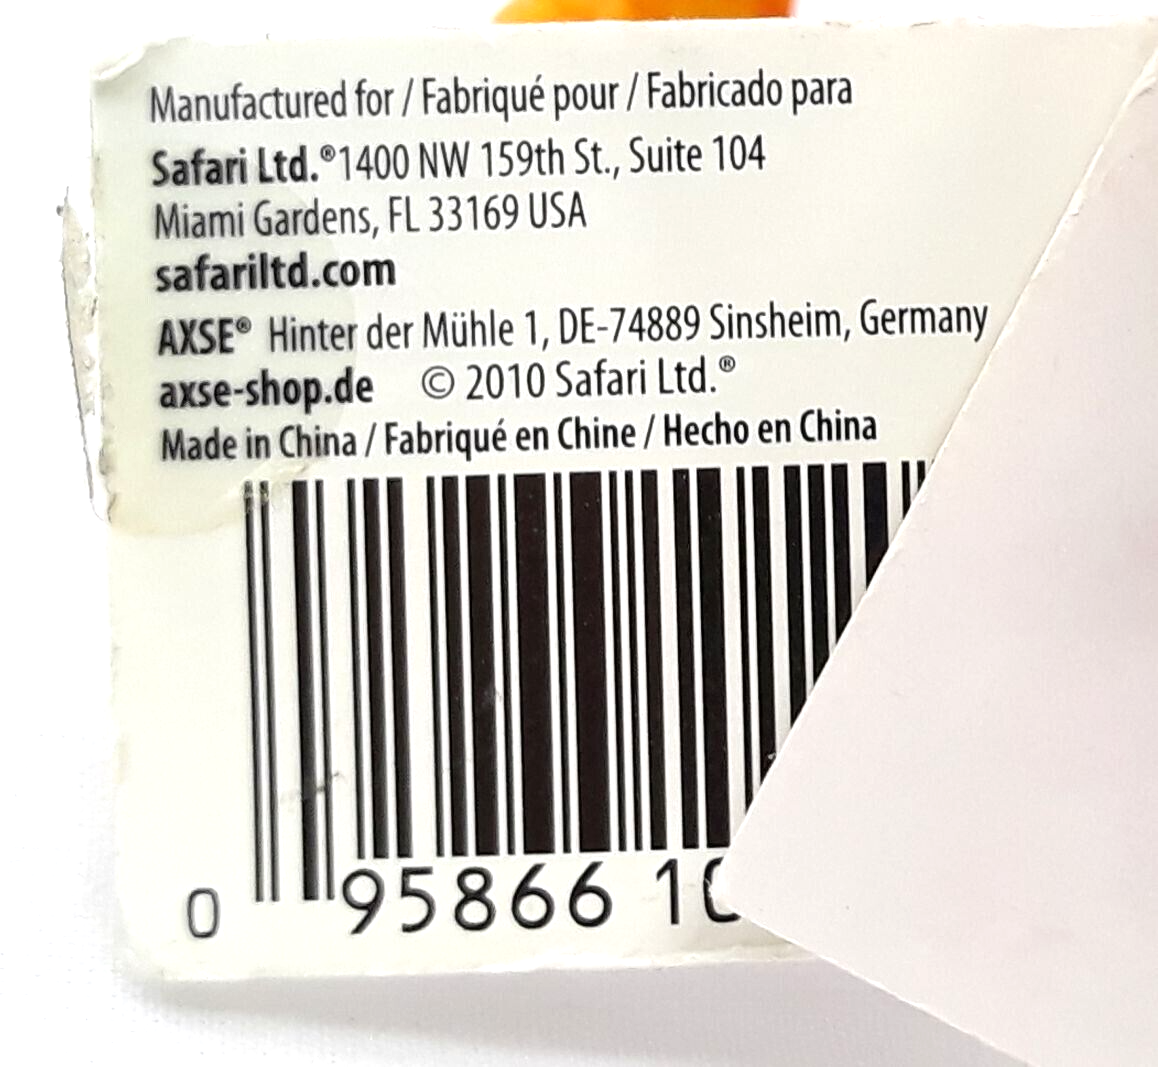 Manufactured for / Fabriqué pour / Fabricado para
Safari Ltd.®1400 NW 159th St., Suite 104
Miami Gardens, FL 33169 USA
safariltd.com
AXSE® Hinter der Mühle 1, DE-74889 Sinsheim, Germany
axse-shop.de © 2010 Safari Ltd.®
Made in China / Fabriqué en Chine / Hecho en China
0 95866 10